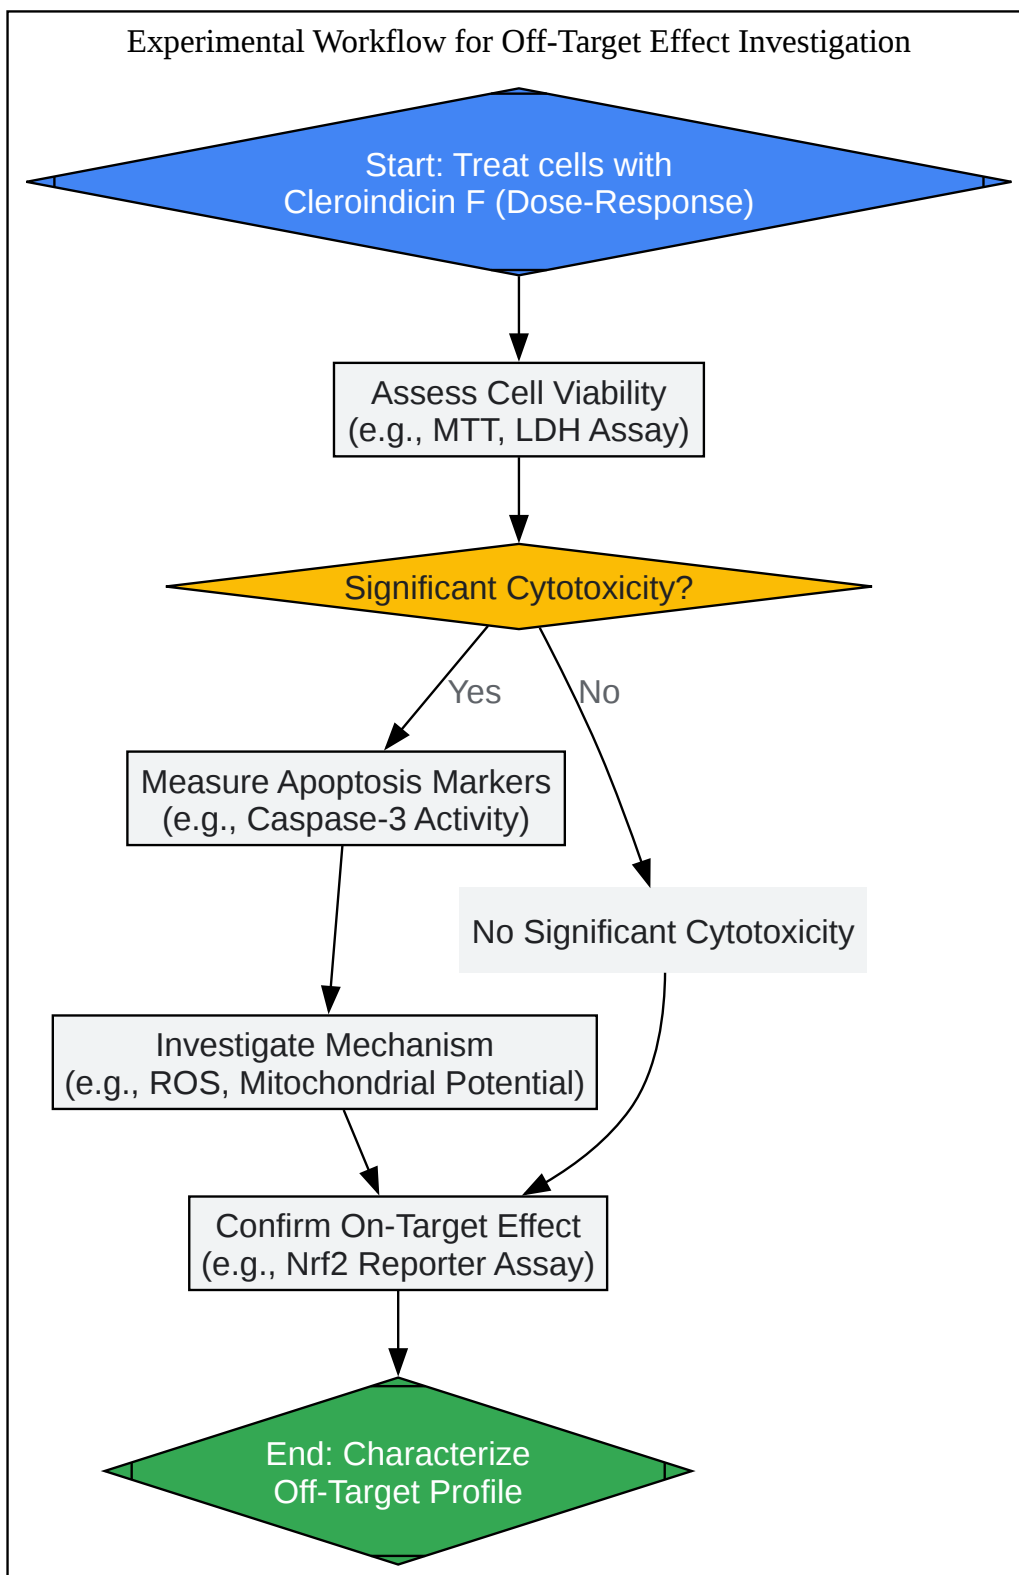 Experimental Workflow for Off-Target Effect Investigation
Start: Treat cells with
Cleroindicin F (Dose-Response)
Assess Cell Viability
(e.g., MTT, LDH Assay)
Significant Cytotoxicity?
Yes
No
Measure Apoptosis Markers
(e.g., Caspase-3 Activity)
No Significant Cytotoxicity
Investigate Mechanism
(e.g., ROS, Mitochondrial Potential)
Confirm On-Target Effect
(e.g., Nrf2 Reporter Assay)
End: Characterize
Off-Target Profile